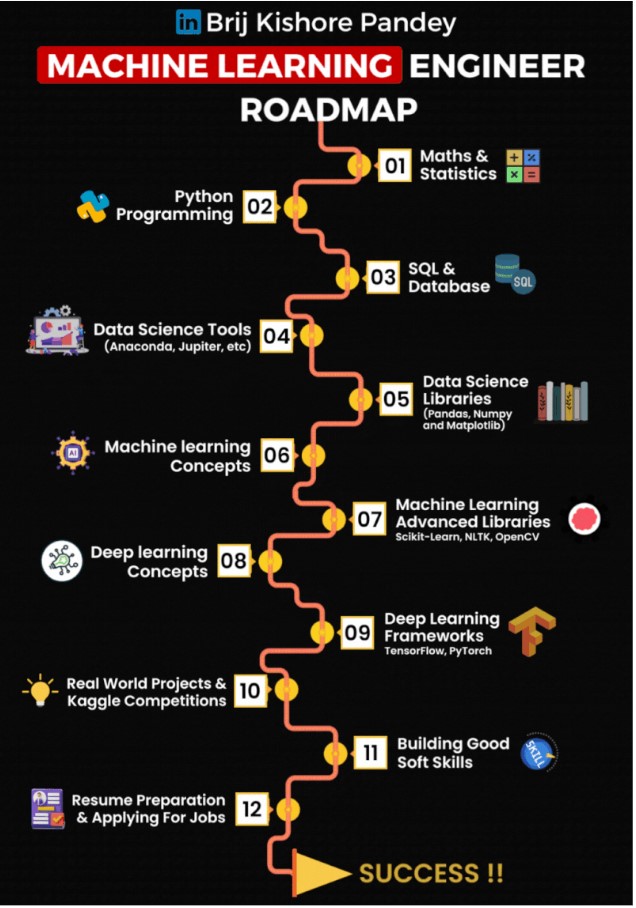 in Brij Kishore Pandey
MACHINE LEARNING ENGINEER
ROADMAP
01 Maths &
Statistics
Python
Programming 02
03 SQL &
Database
SQL
Data Science Tools
(Anaconda, Jupiter, etc) 04
05 Data Science
Libraries
(Pandas, Numpy
and Matplotlib)
AI
Machine learning
Concepts 06
07 Machine Learning
Advanced Libraries
Scikit-Learn, NLTK, OpenCV
Deep learning
Concepts 08
09 Deep Learning
Frameworks
TensorFlow, PyTorch
Real World Projects &
Kaggle Competitions 10
11 Building Good
Soft Skills
SKILL
Resume Preparation
& Applying For Jobs 12
SUCCESS !!